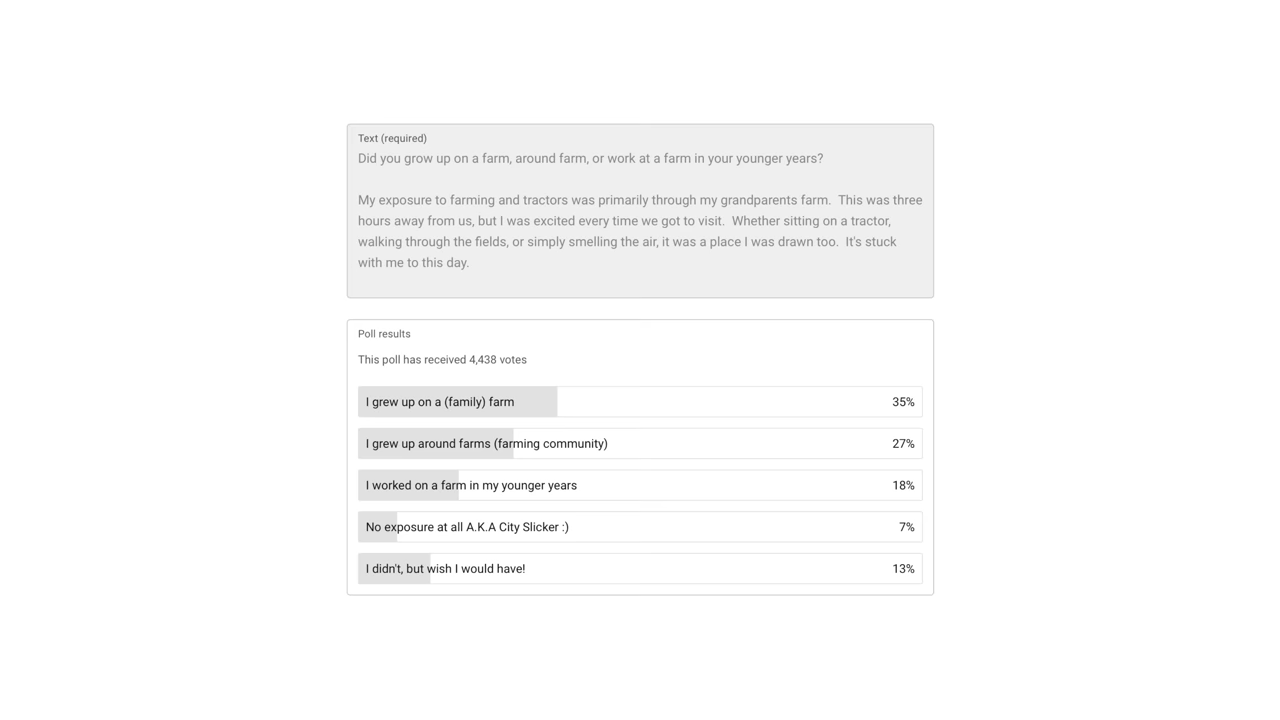 Text (required)
Did you grow up on a farm, around farm, or work at a farm in your younger years?
My exposure to farming and tractors was primarily through my grandparents farm.  This was three
hours away from us, but I was excited every time we got to visit.  Whether sitting on a tractor,
walking through the fields, or simply smelling the air, it was a place I was drawn too.  It's stuck
with me to this day.
Poll results
This poll has received 4,438 votes
I grew up on a (family) farm 35%
I grew up around farms (farming community) 27%
I worked on a farm in my younger years 18%
No exposure at all A.K.A City Slicker :) 7%
I didn't, but wish I would have! 13%